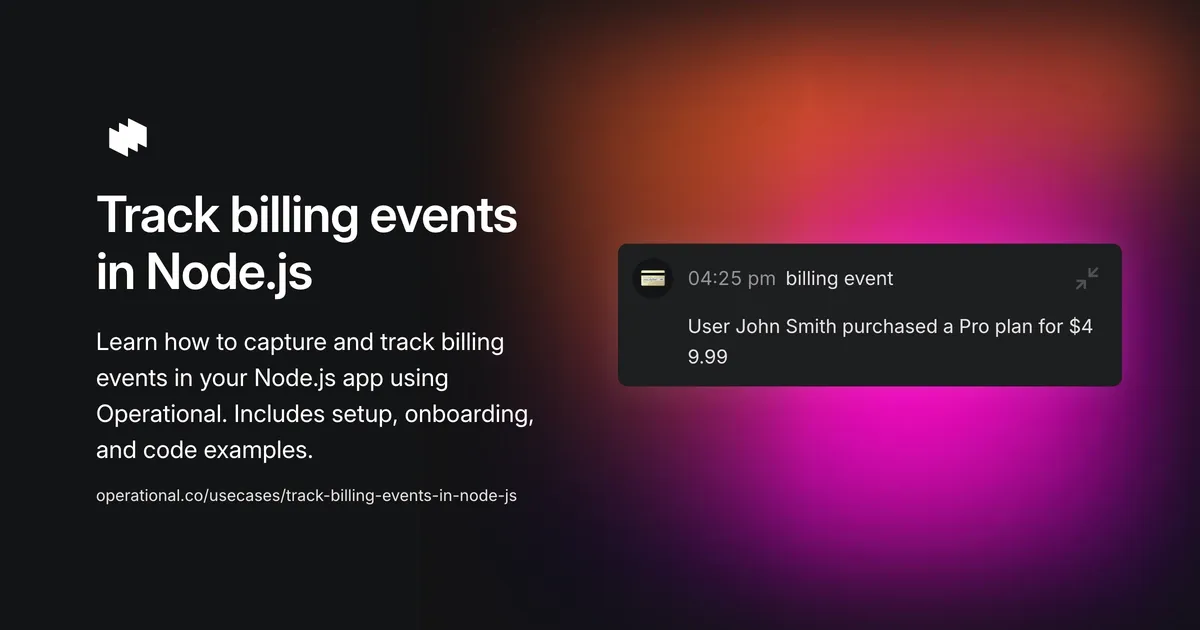 Track billing events
in Node.js
Learn how to capture and track billing
events in your Node.js app using
Operational. Includes setup, onboarding,
and code examples.
operational.co/usecases/track-billing-events-in-node-js
04:25 pm billing event
User John Smith purchased a Pro plan for $4
9.99